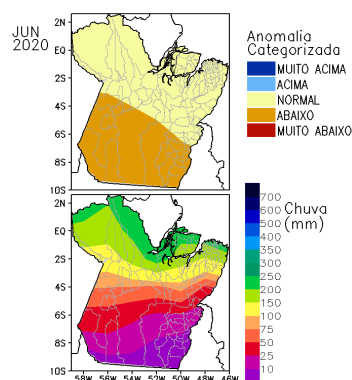 JUN
2020
2N
EQ
2S
4S
6S
8S
10S
Anomalia
Categorizada
MUITO ACIMA
ACIMA
NORMAL
ABAIXO
MUITO ABAIXO
2N
EQ
2S
4S
6S
8S
10S
58W 56W 54W 52W 50W 48W 46W
Chuva
(mm)
700
600
500
400
350
300
250
200
150
100
75
50
25
10